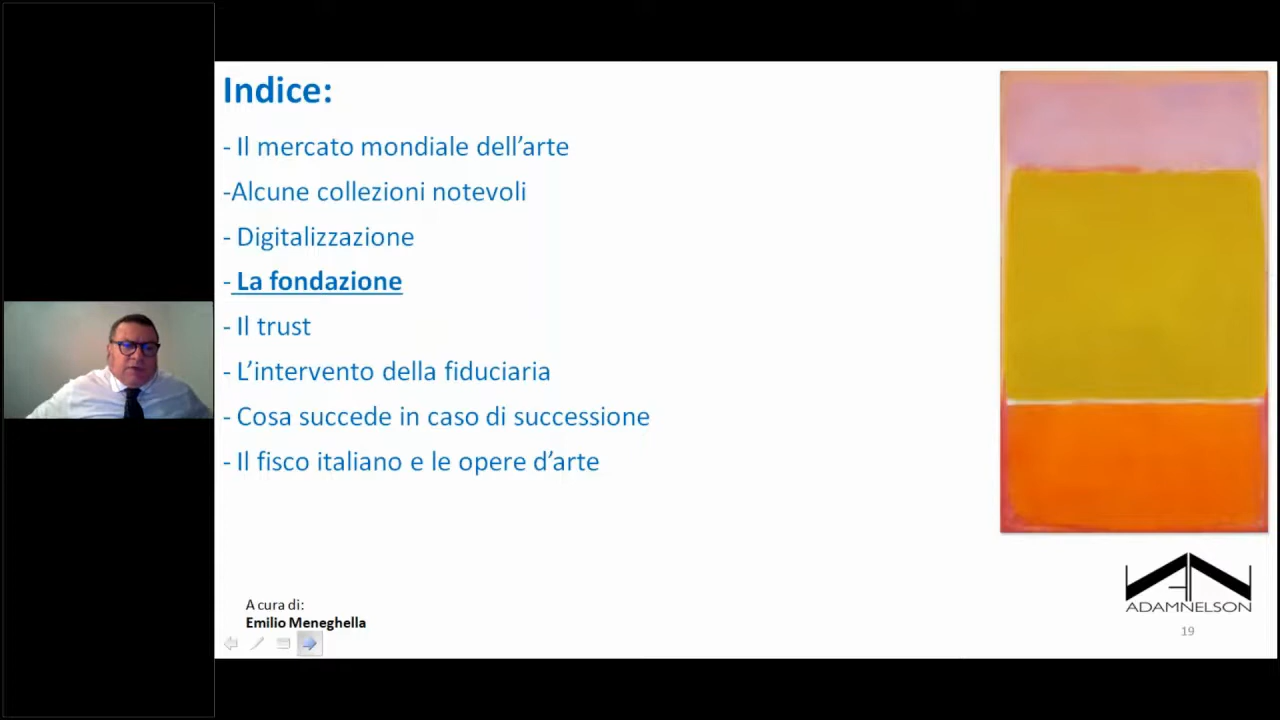 Indice:
- Il mercato mondiale dell’arte
-Alcune collezioni notevoli
- Digitalizzazione
- La fondazione
- Il trust
- L’intervento della fiduciaria
- Cosa succede in caso di successione
- Il fisco italiano e le opere d’arte
A cura di:
Emilio Meneghella
AN
ADAMNELSON
19